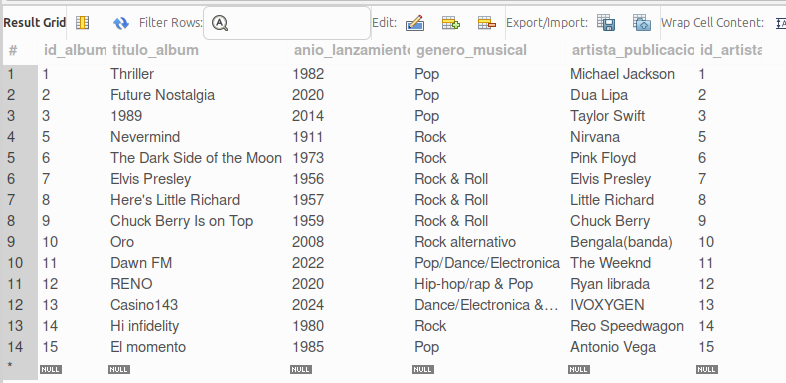 Result Grid Filter Rows: A Edit: Export/Import: Wrap Cell Content: IA
# id_album titulo_album anio_lanzamiento genero_musical artista_publicacio id_artista
1 1 Thriller 1982 Pop Michael Jackson 1
2 2 Future Nostalgia 2020 Pop Dua Lipa 2
3 3 1989 2014 Pop Taylor Swift 3
4 5 Nevermind 1911 Rock Nirvana 5
5 6 The Dark Side of the Moon 1973 Rock Pink Floyd 6
6 7 Elvis Presley 1956 Rock & Roll Elvis Presley 7
7 8 Here's Little Richard 1957 Rock & Roll Little Richard 8
8 9 Chuck Berry Is on Top 1959 Rock & Roll Chuck Berry 9
9 10 Oro 2008 Rock alternativo Bengala(banda) 10
10 11 Dawn FM 2022 Pop/Dance/Electronica The Weeknd 11
11 12 RENO 2020 Hip-hop/rap & Pop Ryan librada 12
12 13 Casino143 2024 Dance/Electronica &... IVOXYGEN 13
13 14 Hi infidelity 1980 Rock Reo Speedwagon 14
14 15 El momento 1985 Pop Antonio Vega 15
* NULL NULL NULL NULL NULL NULL